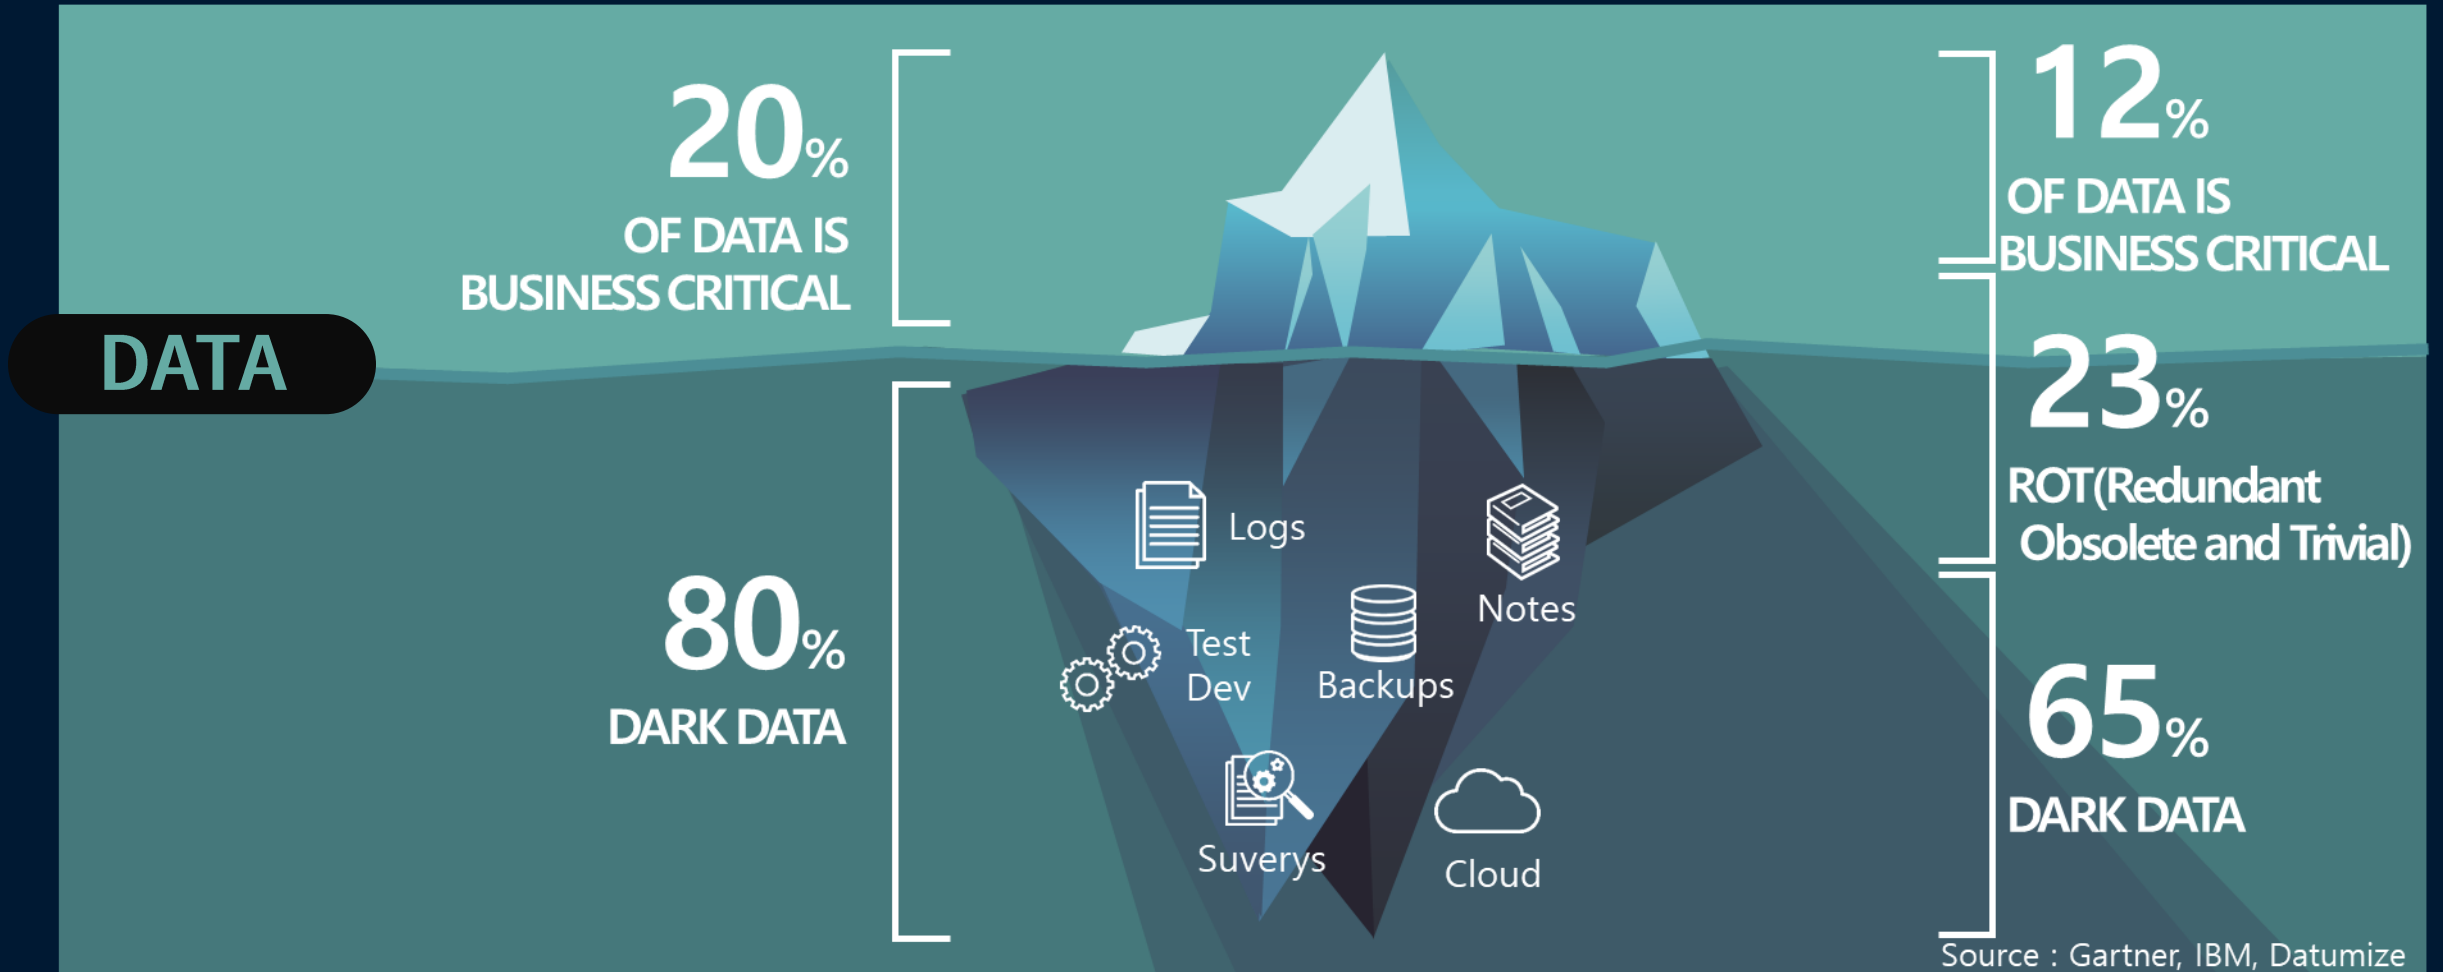 20%
OF DATA IS
BUSINESS CRITICAL
DATA
80%
DARK DATA
Logs
Notes
Test
Dev
Backups
Suverys
Cloud
12%
OF DATA IS
BUSINESS CRITICAL
23%
ROT(Redundant
Obsolete and Trivial)
65%
DARK DATA
Source : Gartner, IBM, Datumize